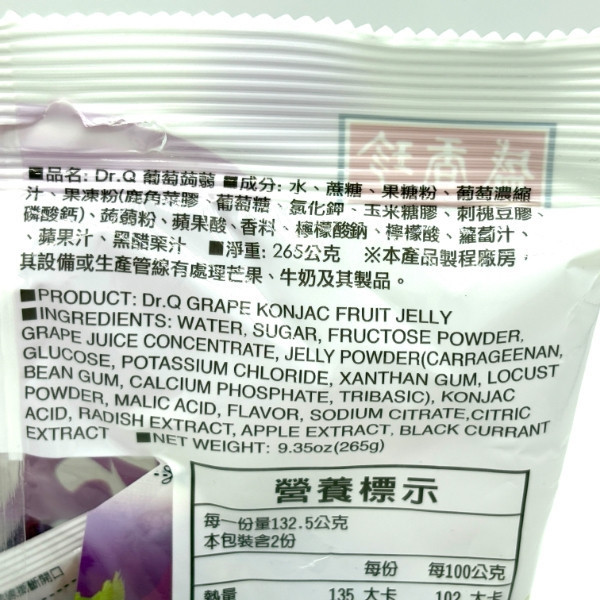 ■品名: Dr.Q 葡萄蒟蒻 ■成分: 水、蔗糖、果糖粉、葡萄濃縮
汁、果凍粉(鹿角菜膠、葡萄糖、氯化鉀、玉米糖膠、刺槐豆膠、
磷酸鈣)、蒟蒻粉、蘋果酸、香料、檸檬酸鈉、檸檬酸、蘿蔔汁、
、蘋果汁、黑醋栗汁 ■淨重: 265公克 ※本產品製程廠房,
其設備或生產管線有處理芒果、牛奶及其製品。
■PRODUCT: Dr.Q GRAPE KONJAC FRUIT JELLY
■INGREDIENTS: WATER, SUGAR, FRUCTOSE POWDER,
GRAPE JUICE CONCENTRATE, JELLY POWDER(CARRAGEENAN,
GLUCOSE, POTASSIUM CHLORIDE, XANTHAN GUM, LOCUST
BEAN GUM, CALCIUM PHOSPHATE, TRIBASIC), KONJAC
POWDER, MALIC ACID, FLAVOR, SODIUM CITRATE,CITRIC
ACID, RADISH EXTRACT, APPLE EXTRACT, BLACK CURRANT
EXTRACT ■NET WEIGHT: 9.35oz(265g)
營養標示
每一份量132.5公克
本包裝含2份
每份 每100公克
熱量 135 大卡 102 大卡